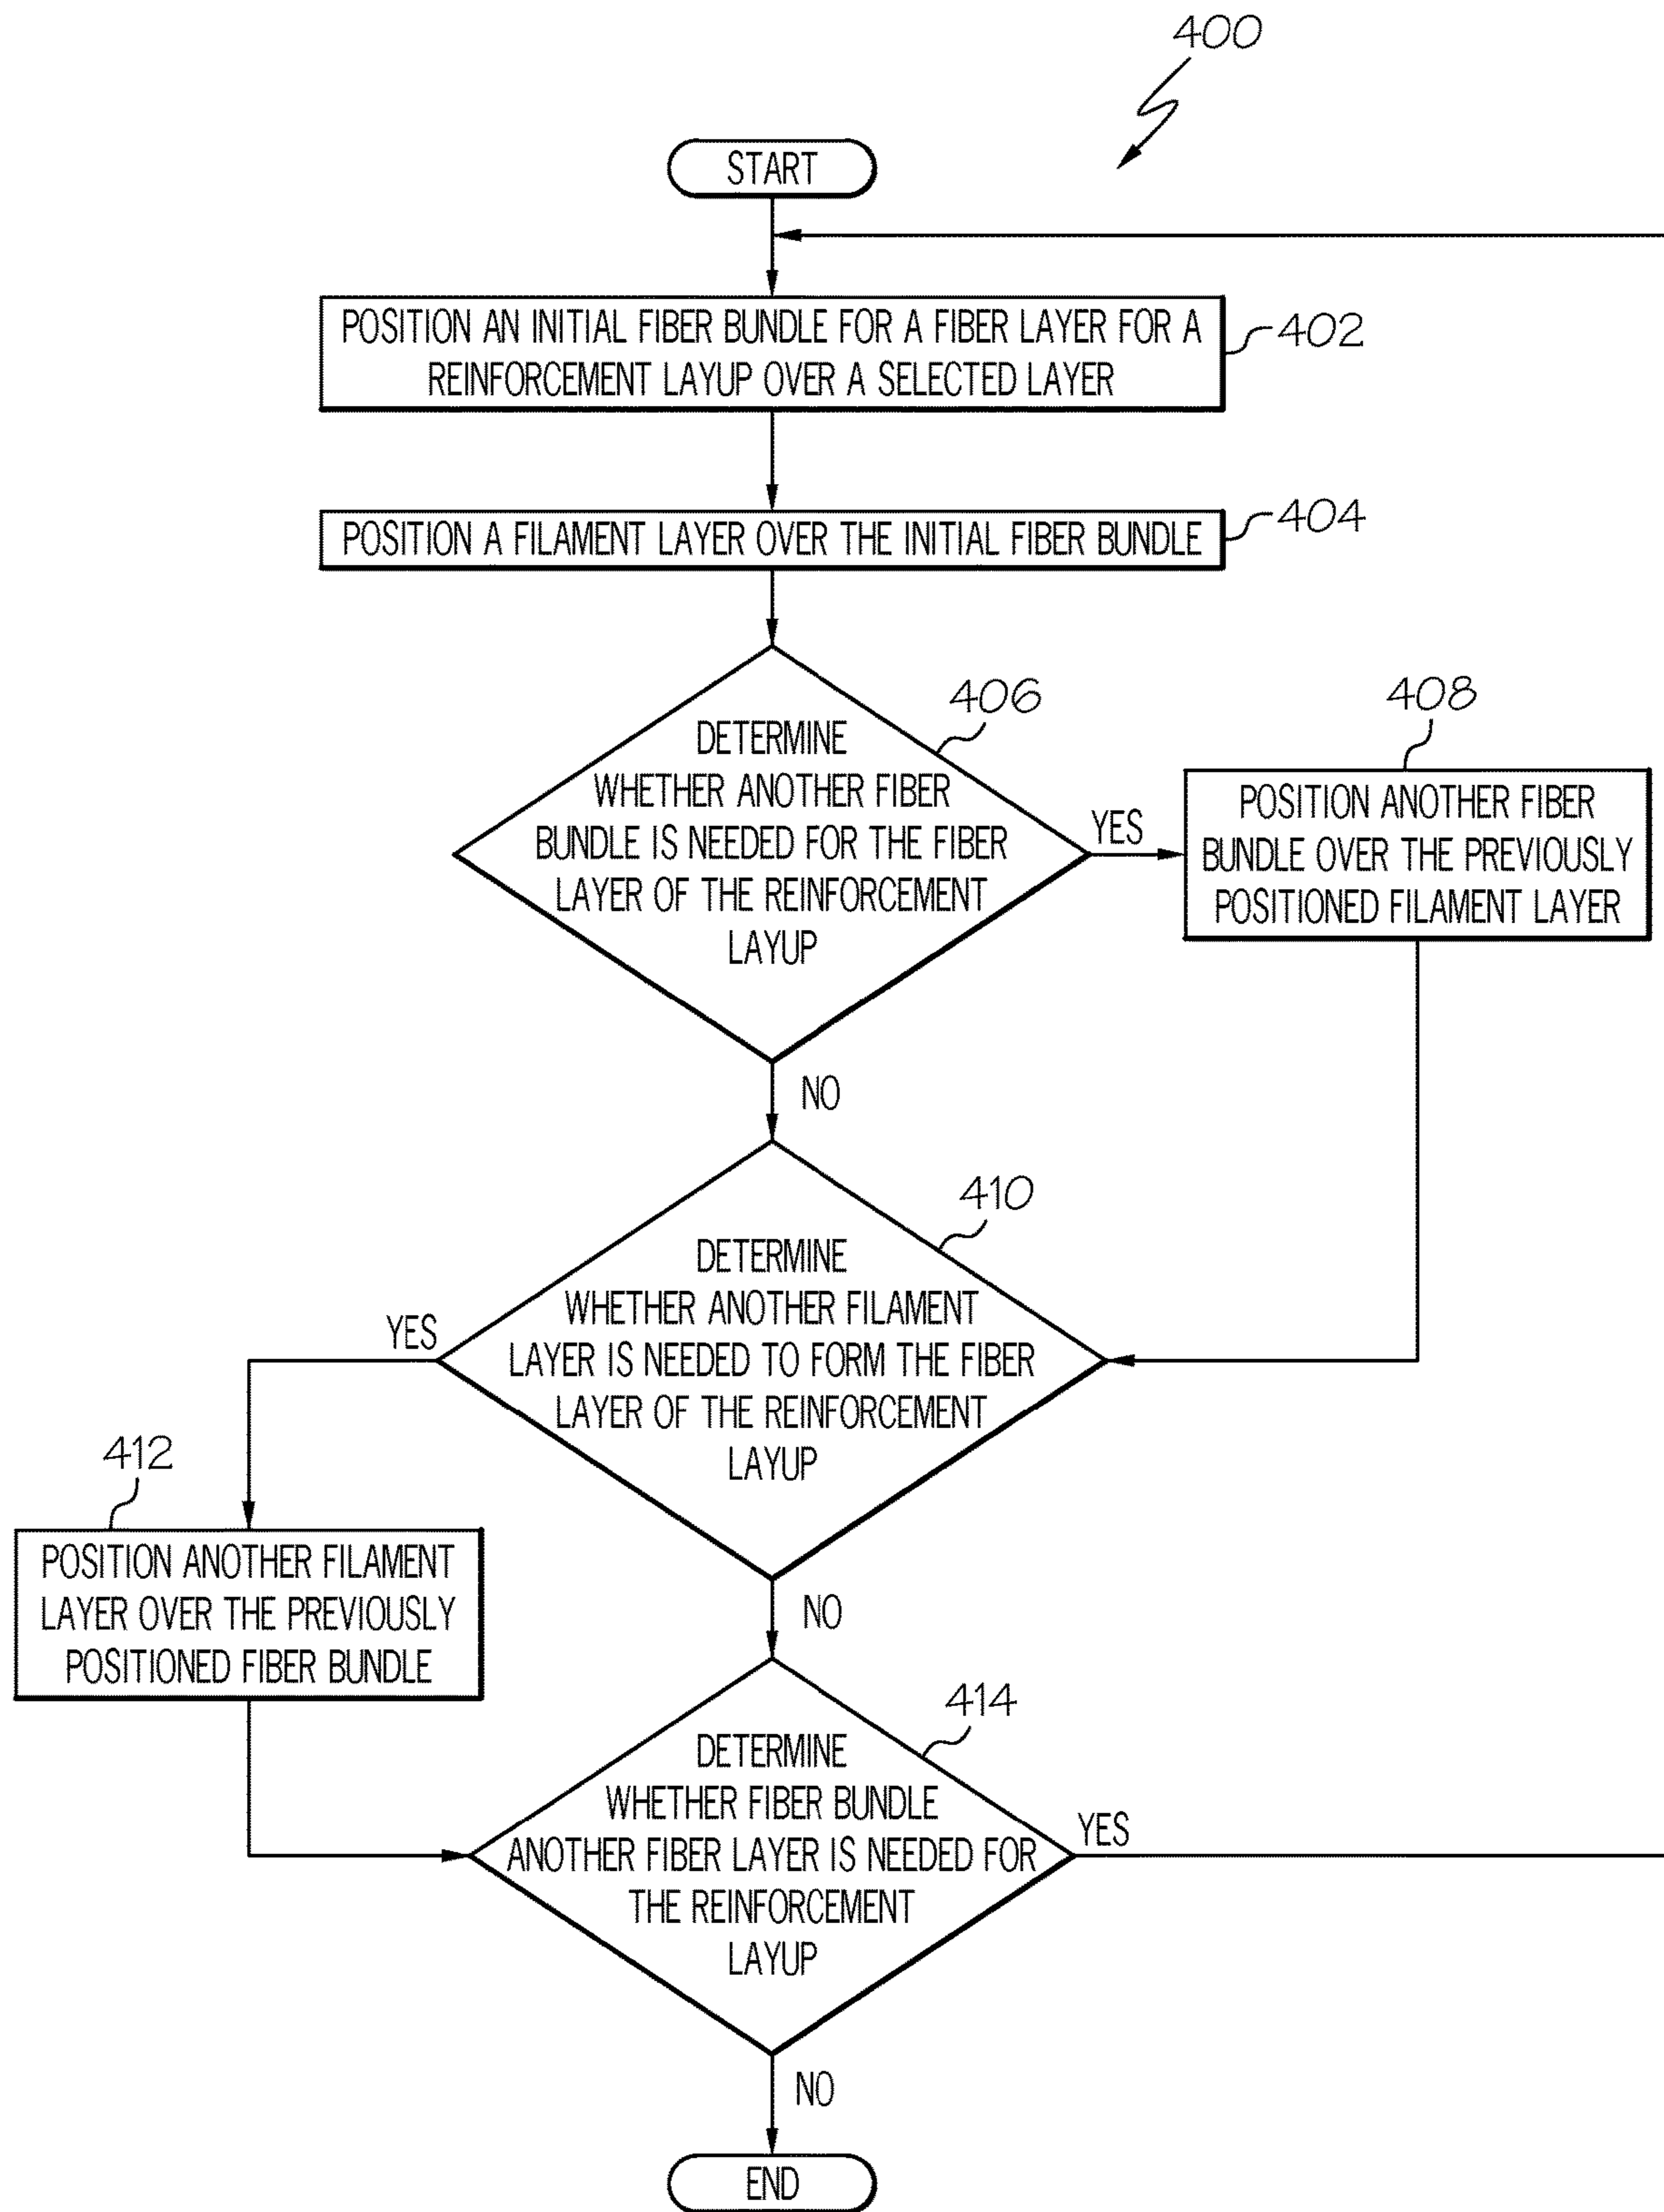 400
START
POSITION AN INITIAL FIBER BUNDLE FOR A FIBER LAYER FOR A
REINFORCEMENT LAYUP OVER A SELECTED LAYER
402
POSITION A FILAMENT LAYER OVER THE INITIAL FIBER BUNDLE
404
406
DETERMINE
WHETHER ANOTHER FIBER
BUNDLE IS NEEDED FOR THE FIBER
LAYER OF THE REINFORCEMENT
LAYUP
YES
408
POSITION ANOTHER FIBER
BUNDLE OVER THE PREVIOUSLY
POSITIONED FILAMENT LAYER
NO
410
DETERMINE
WHETHER ANOTHER FILAMENT
LAYER IS NEEDED TO FORM THE FIBER
LAYER OF THE REINFORCEMENT
LAYUP
YES
412
POSITION ANOTHER FILAMENT
LAYER OVER THE PREVIOUSLY
POSITIONED FIBER BUNDLE
NO
414
DETERMINE
WHETHER FIBER BUNDLE
ANOTHER FIBER LAYER IS NEEDED FOR
THE REINFORCEMENT
LAYUP
YES
NO
END